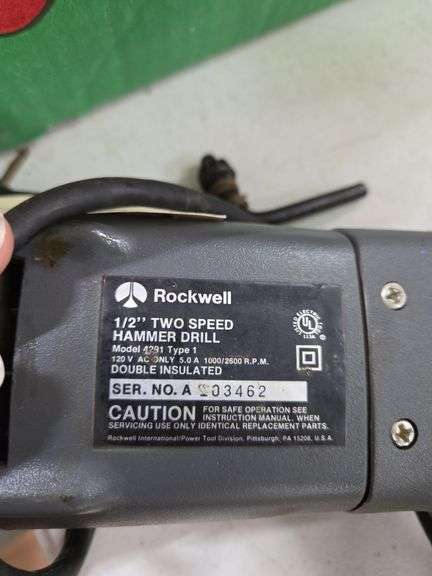 Rockwell
1/2'' TWO SPEED
HAMMER DRILL
Model 4291 Type 1
120 V AC ONLY 5.0 A 1000/2600 R.P.M.
DOUBLE INSULATED
SER. NO. A 203462
CAUTION FOR SAFE OPERATION SEE
INSTRUCTION MANUAL. WHEN
SERVICING USE ONLY IDENTICAL REPLACEMENT PARTS.
Rockwell International/Power Tool Division, Pittsburgh, PA 15208, U.S.A.
UL